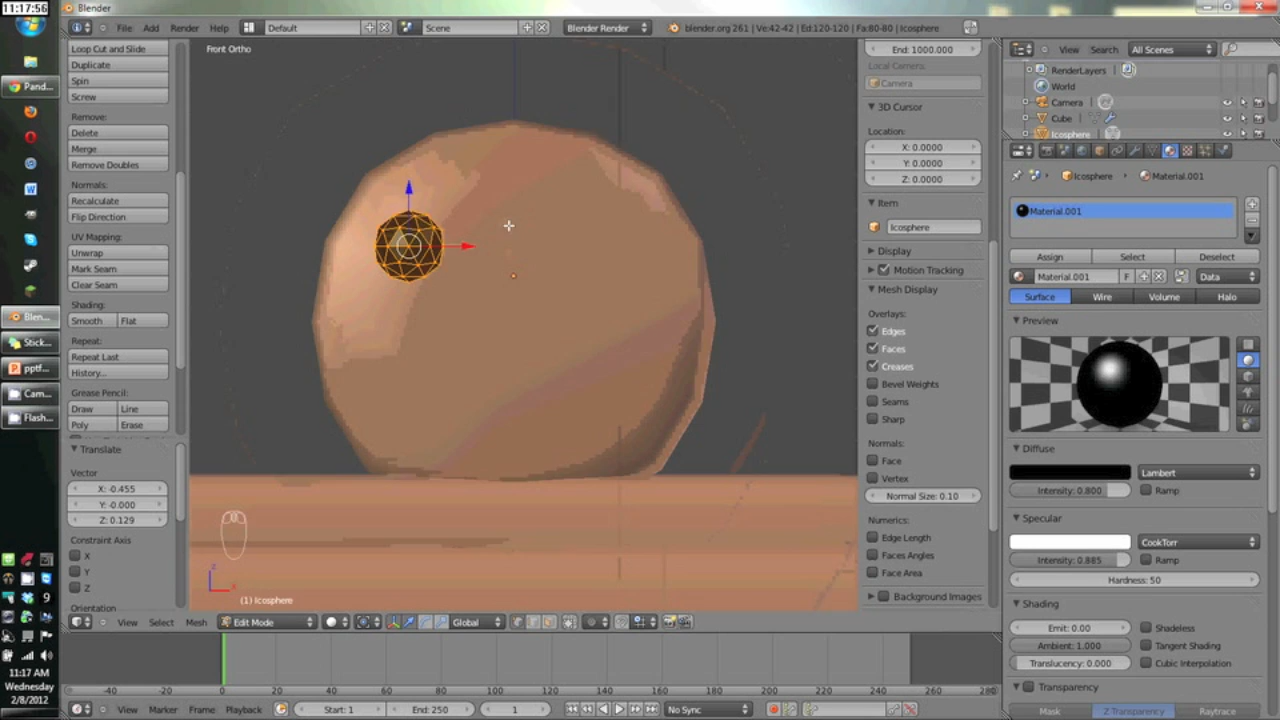 11:17:56
Blender
File Add Render Help Default Scene Blender Render blender.org 261 | Ve:42-42 | Ed:120-120 | Fa:80-80 | Icosphere
Loop Cut and Slide
Duplicate
Spin
Screw
Remove:
Delete
Merge
Remove Doubles
Normals:
Recalculate
Flip Direction
UV Mapping:
Unwrap
Mark Seam
Clear Seam
Shading:
Smooth Flat
Repeat:
Repeat Last
History...
Grease Pencil:
Draw Line
Poly Erase
Translate
Vector
X: -0.455
Y: -0.000
Z: 0.129
Constraint Axis
X
Y
Z
Orientation
Pand...
Blen...
Stick...
pptf...
Cam...
Flash...
11:17 AM
Wednesday
2/8/2012
Front Ortho
(1) Icosphere
End: 1000.000
Local Camera:
Camera
3D Cursor
Location:
X: 0.0000
Y: 0.0000
Z: 0.0000
Item
Icosphere
Display
Motion Tracking
Mesh Display
Overlays:
Edges
Faces
Creases
Bevel Weights
Seams
Sharp
Normals:
Face
Vertex
Normal Size: 0.10
Numerics:
Edge Length
Faces Angles
Face Area
Background Images
View Search All Scenes
RenderLayers
World
Camera
Cube
Icosphere
Icosphere Material.001
Material.001
Assign Select Deselect
Material.001 F Data
Surface Wire Volume Halo
Preview
Diffuse
Lambert
Intensity: 0.800 Ramp
Specular
CookTorr
Intensity: 0.885 Ramp
Hardness: 50
Shading
Emit: 0.00 Shadeless
Ambient: 1.000 Tangent Shading
Translucency: 0.000 Cubic Interpolation
Transparency
Mask Z Transparency Raytrace
View Select Mesh Edit Mode Global
-40 -20 0 20 40 60 80 100 120 140 160 180 200 220 240 260 280
View Marker Frame Playback Start: 1 End: 250 1 No Sync